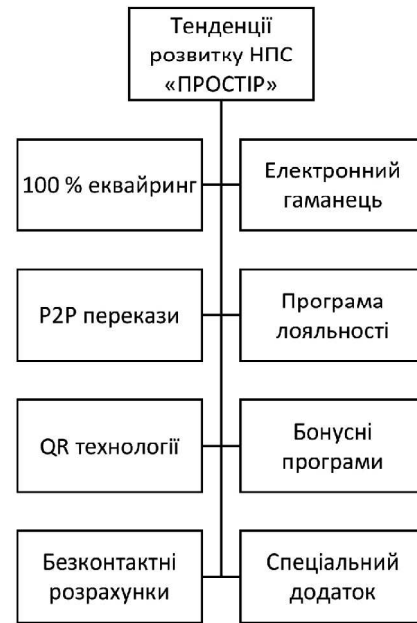 Тенденції
розвитку НПС
«ПРОСТІР»
100 % еквайринг
Електронний
гаманець
P2P перекази
Програма
лояльності
QR технології
Бонусні
програми
Безконтактні
розрахунки
Спеціальний
додаток